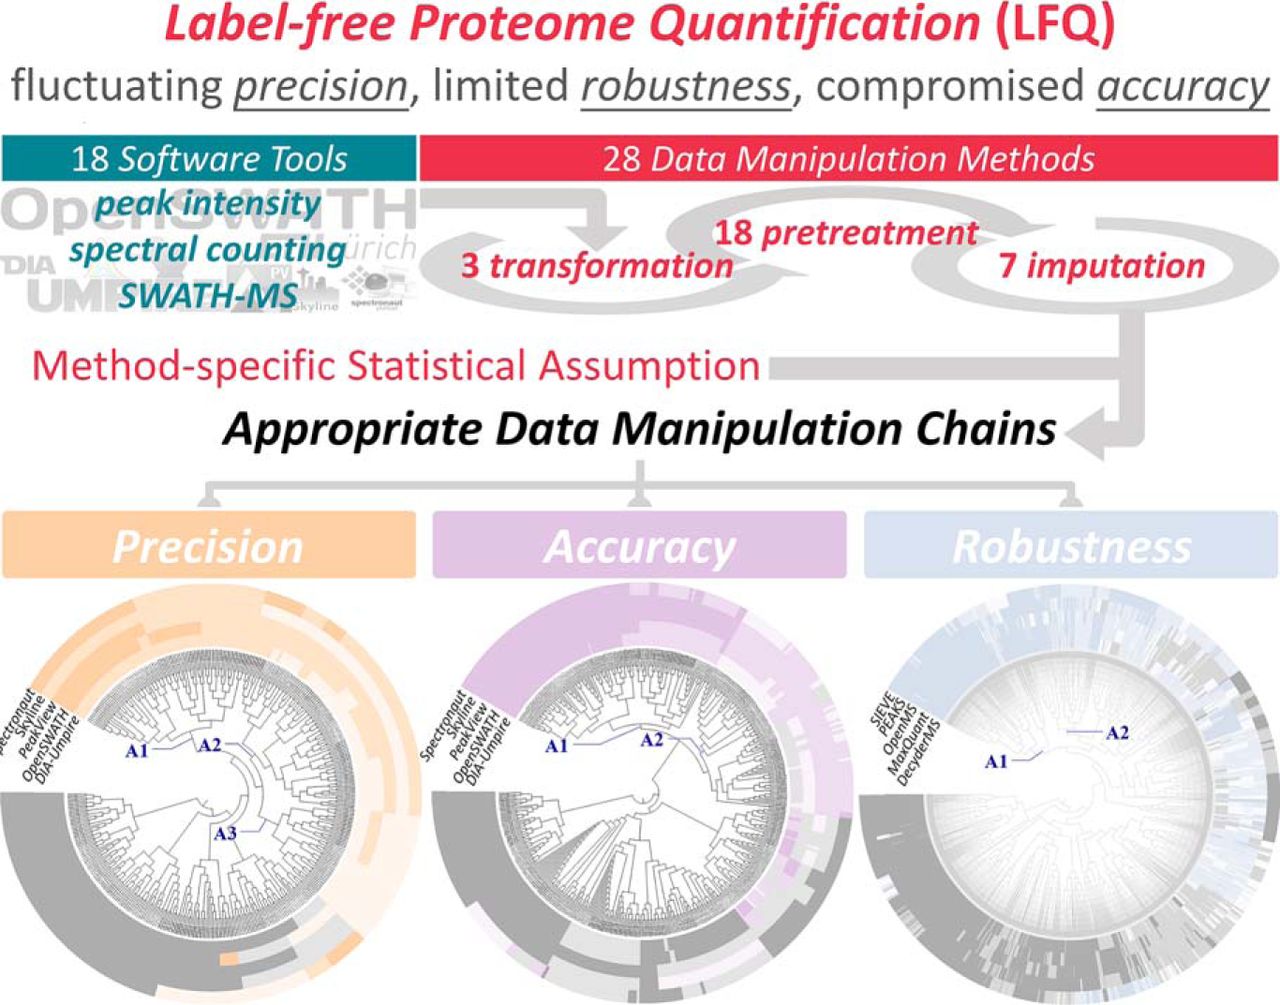 Label-free Proteome Quantification (LFQ)
fluctuating precision, limited robustness, compromised accuracy
18 Software Tools
28 Data Manipulation Methods
OpenSWATH
peak intensity
spectral counting
ürich
DIA
UMP
SWATH-MS
PV
Skyline
spectronaut
18 pretreatment
3 transformation
7 imputation
Method-specific Statistical Assumption
Appropriate Data Manipulation Chains
Precision
Accuracy
Robustness
Spectronaut
Skyline
PeakView
OpenSWATH
DIA-Umpire
A1
A2
A3
Spectronaut
Skyline
PeakView
OpenSWATH
DIA-Umpire
A1
A2
SIEVE
PEAKS
OpenMS
MaxQuant
DecyderMS
A1
A2